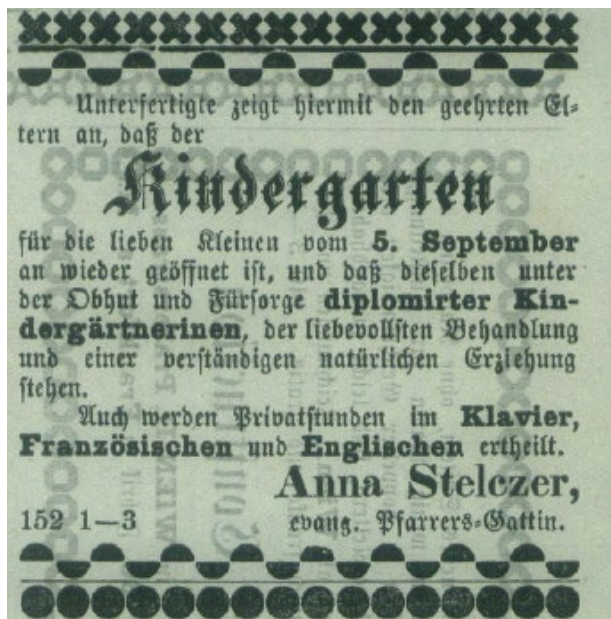 Unterfertigte zeigt hiermit den geehrten El-
tern an, daß der
Kindergarten
für die lieben Kleinen vom 5. September
an wieder geöffnet ist, und daß dieselben unter
der Obhut und Fürsorge diplomirter Kin-
dergärtnerinen, der liebevollsten Behandlung
und einer verständigen natürlichen Erziehung
stehen.
Auch werden Privatstunden im Klavier,
Französischen und Englischen ertheilt.
Anna Stelczer,
152 1—3 evang. Pfarrers-Gattin.